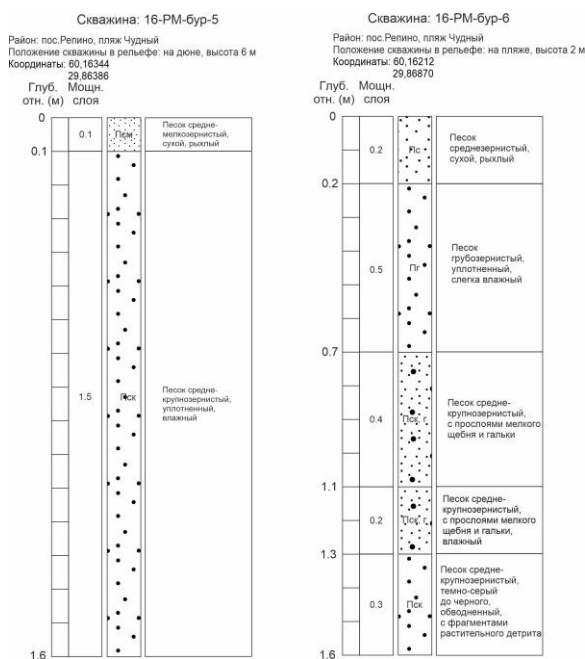 Скважина: 16-РМ-бур-5
Район: пос.Репино, пляж Чудный
Положение скважины в рельефе: на дюне, высота 6 м
Координаты: 60,16344
29,86386
Глуб. Мощн.
отн. (м) слоя
0
0.1
Псм
Песок средне-
мелкозернистый,
сухой, рыхлый
0.1
1.5
Пск
Песок средне-
крупнозернистый,
уплотненный,
влажный
1.6
Скважина: 16-РМ-бур-6
Район: пос.Репино, пляж Чудный
Положение скважины в рельефе: на пляже, высота 2 м
Координаты: 60,16212
29,86870
Глуб. Мощн.
отн. (м) слоя
0
0.2
Пс
Песок
среднезернистый,
сухой, рыхлый
0.2
0.5
Пг
Песок
грубозернистый,
уплотненный,
слегка влажный
0.7
0.4
Пск, г
Песок средне-
крупнозернистый,
с прослоями мелкого
щебня и гальки
1.1
0.2
Пск, г
Песок средне-
крупнозернистый,
с прослоями мелкого
щебня и гальки,
влажный
1.3
0.3
Пск
Песок средне-
крупнозернистый,
темно-серый
до черного,
обводненный,
с фрагментами
растительного детрита
1.6